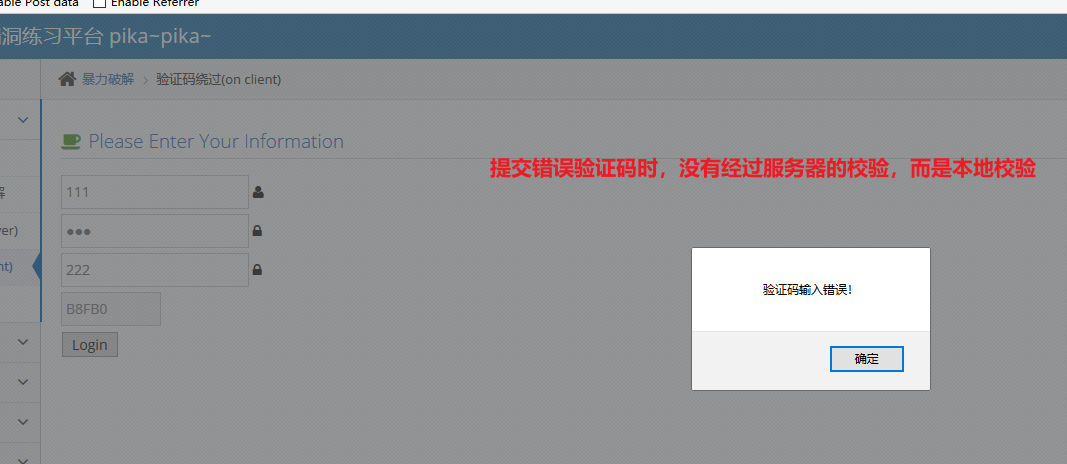 able Post data Enable Referrer
洞练习平台 pika~pika~
暴力破解 > 验证码绕过(on client)
Please Enter Your Information
提交错误验证码时，没有经过服务器的校验，而是本地校验
111
解
●●●
ver)
222
nt)
验证码输入错误!
B8FB0
Login
确定